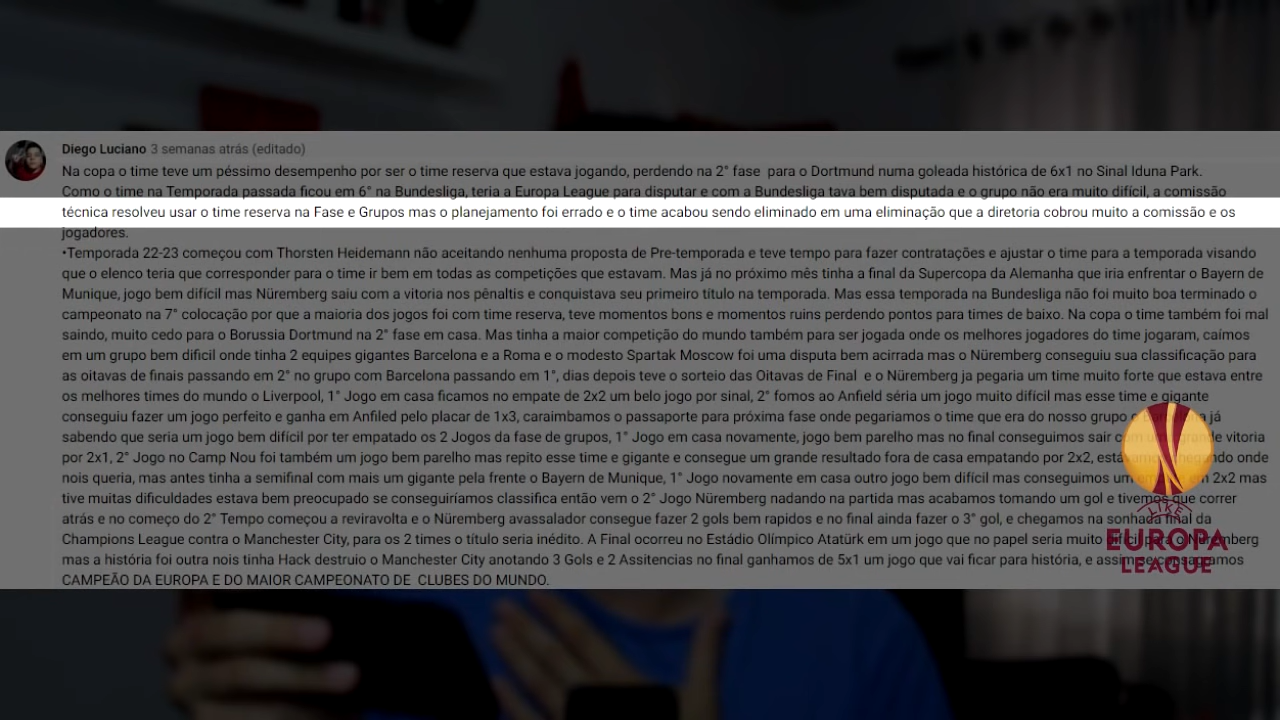 Diego Luciano 3 semanas atrás (editado)
Na copa o time teve um péssimo desempenho por ser o time reserva que estava jogando, perdendo na 2° fase para o Dortmund numa goleada histórica de 6x1 no Sinal Iduna Park.
Como o time na Temporada passada ficou em 6° na Bundesliga, teria a Europa League para disputar e com a Bundesliga tava bem disputada e o grupo não era muito difícil, a comissão
técnica resolveu usar o time reserva na Fase e Grupos mas o planejamento foi errado e o time acabou sendo eliminado em uma eliminação que a diretoria cobrou muito a comissão e os
jogadores.
•Temporada 22-23 começou com Thorsten Heidemann não aceitando nenhuma proposta de Pre-temporada e teve tempo para fazer contratações e ajustar o time para a temporada visando
que o elenco teria que corresponder para o time ir bem em todas as competições que estavam. Mas já no próximo mês tinha a final da Supercopa da Alemanha que iria enfrentar o Bayern de
Munique, jogo bem difícil mas Nüremberg saiu com a vitoria nos pênaltis e conquistava seu primeiro título na temporada. Mas essa temporada na Bundesliga não foi muito boa terminado o
campeonato na 7° colocação por que a maioria dos jogos foi com time reserva, teve momentos bons e momentos ruins perdendo pontos para times de baixo. Na copa o time também foi mal
saindo, muito cedo para o Borussia Dortmund na 2° fase em casa. Mas tinha a maior competição do mundo também para ser jogada onde os melhores jogadores do time jogaram, caímos
em um grupo bem dificil onde tinha 2 equipes gigantes Barcelona e a Roma e o modesto Spartak Moscow foi uma disputa bem acirrada mas o Nüremberg conseguiu sua classificação para
as oitavas de finais passando em 2° no grupo com Barcelona passando em 1°, dias depois teve o sorteio das Oitavas de Final e o Nüremberg ja pegaria um time muito forte que estava entre
os melhores times do mundo o Liverpool, 1° Jogo em casa ficamos no empate de 2x2 um belo jogo por sinal, 2° fomos ao Anfield séria um jogo muito difícil mas esse time e gigante
conseguiu fazer um jogo perfeito e ganha em Anfiled pelo placar de 1x3, caraimbamos o passaporte para próxima fase onde pegariamos o time que era do nosso grupo o já
sabendo que seria um jogo bem difícil por ter empatado os 2 Jogos da fase de grupos, 1° Jogo em casa novamente, jogo bem parelho mas no final conseguimos sair vitoria
por 2x1, 2° Jogo no Camp Nou foi também um jogo bem parelho mas repito esse time e gigante e consegue um grande resultado fora de casa empatando por 2x2, onde
nois queria, mas antes tinha a semifinal com mais um gigante pela frente o Bayern de Munique, 1° Jogo novamente em casa outro jogo bem difícil mas conseguimos um 2x2 mas
tive muitas dificuldades estava bem preocupado se conseguiríamos classifica então vem o 2° Jogo Nüremberg nadando na partida mas acabamos tomando um gol e tivemos que correr
atrás e no começo do 2° Tempo começou a reviravolta e o Nüremberg avassalador consegue fazer 2 gols bem rapidos e no final ainda fazer o 3° gol, e chegamos na sonhada final da
Champions League contra o Manchester City, para os 2 times o título seria inédito. A Final ocorreu no Estádio Olímpico Atatürk em um jogo que no papel seria muito Nüremberg
mas a história foi outra nois tinha Hack destruio o Manchester City anotando 3 Gols e 2 Assitencias no final ganhamos de 5x1 um jogo que vai ficar para história, e
CAMPEÃO DA EUROPA E DO MAIOR CAMPEONATO DE CLUBES DO MUNDO.
LIKE
EUROPA
LEAGUE